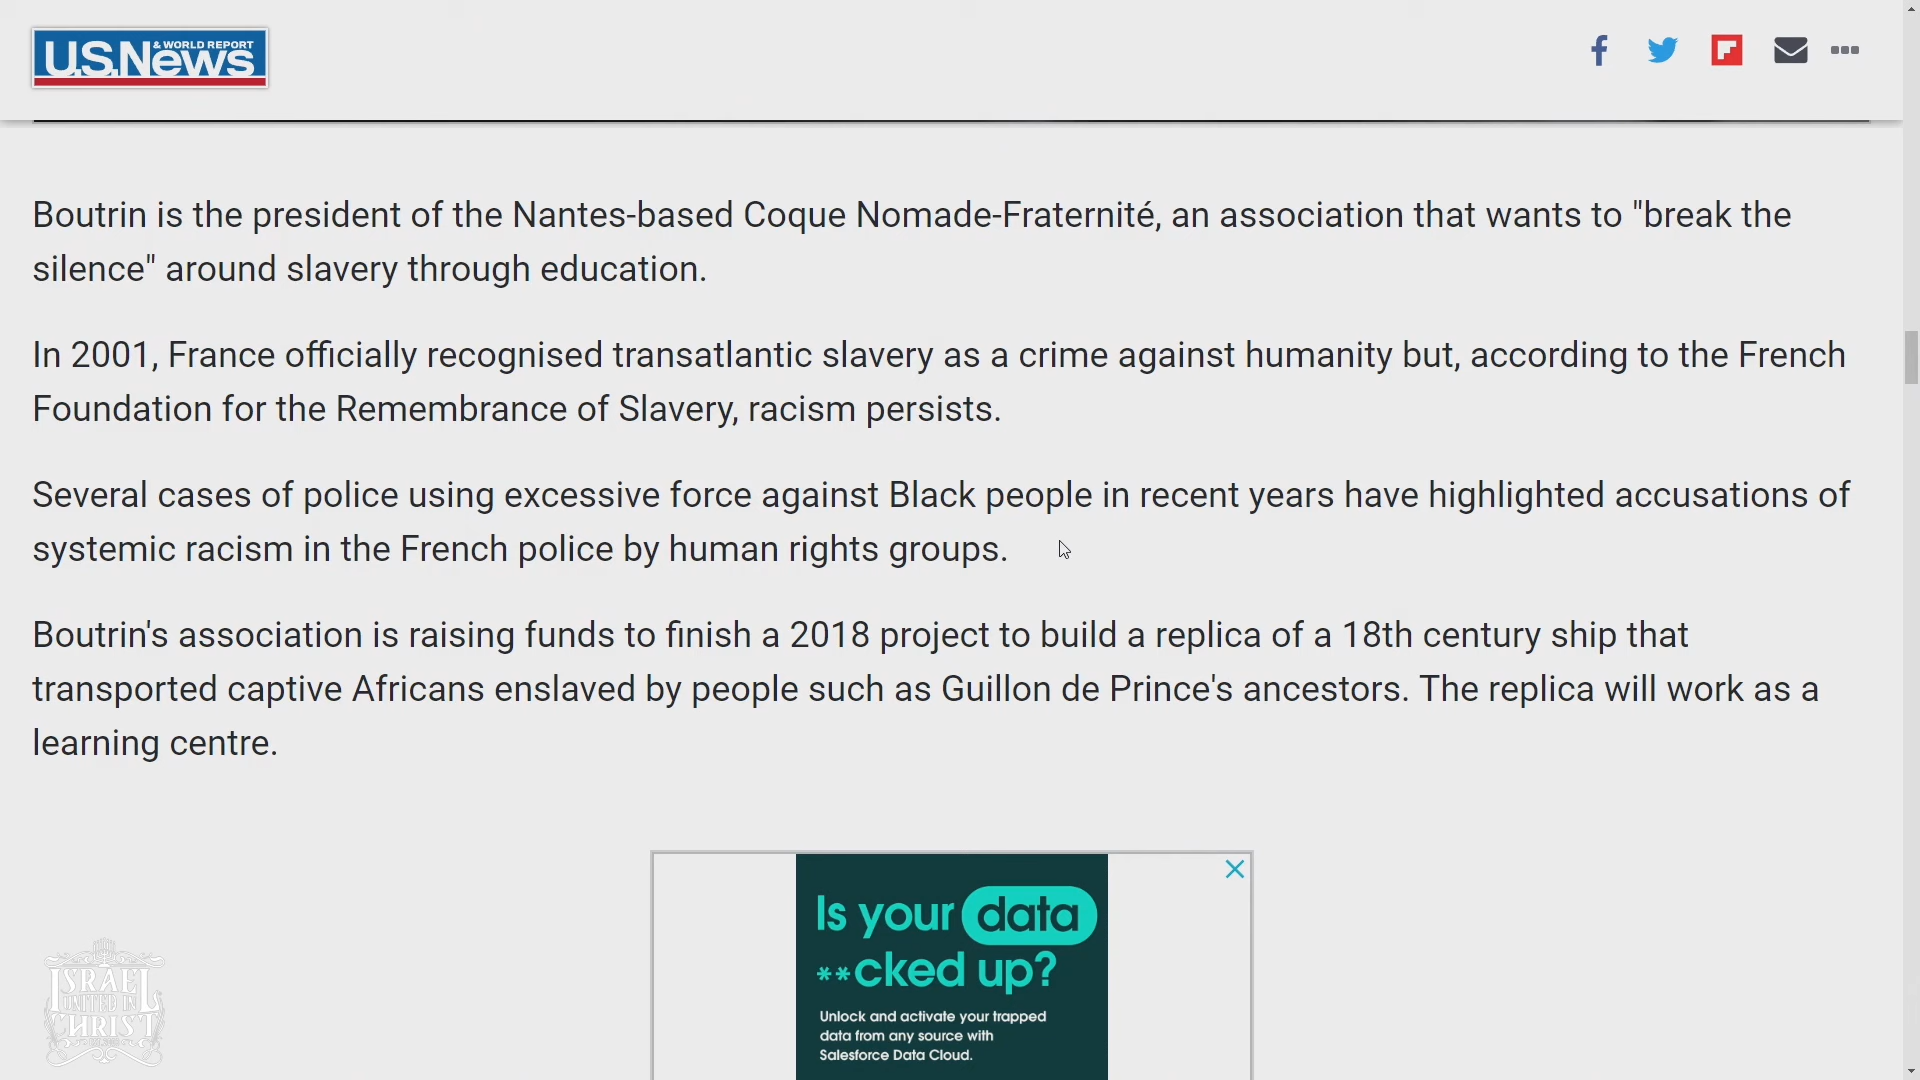 U.S.News
& WORLD REPORT
Boutrin is the president of the Nantes-based Coque Nomade-Fraternité, an association that wants to "break the
silence" around slavery through education.
In 2001, France officially recognised transatlantic slavery as a crime against humanity but, according to the French
Foundation for the Remembrance of Slavery, racism persists.
Several cases of police using excessive force against Black people in recent years have highlighted accusations of
systemic racism in the French police by human rights groups.
Boutrin's association is raising funds to finish a 2018 project to build a replica of a 18th century ship that
transported captive Africans enslaved by people such as Guillon de Prince's ancestors. The replica will work as a
learning centre.
Is your data
**cked up?
Unlock and activate your trapped
data from any source with
Salesforce Data Cloud.
ISRAEL
UNITED IN
CHRIST